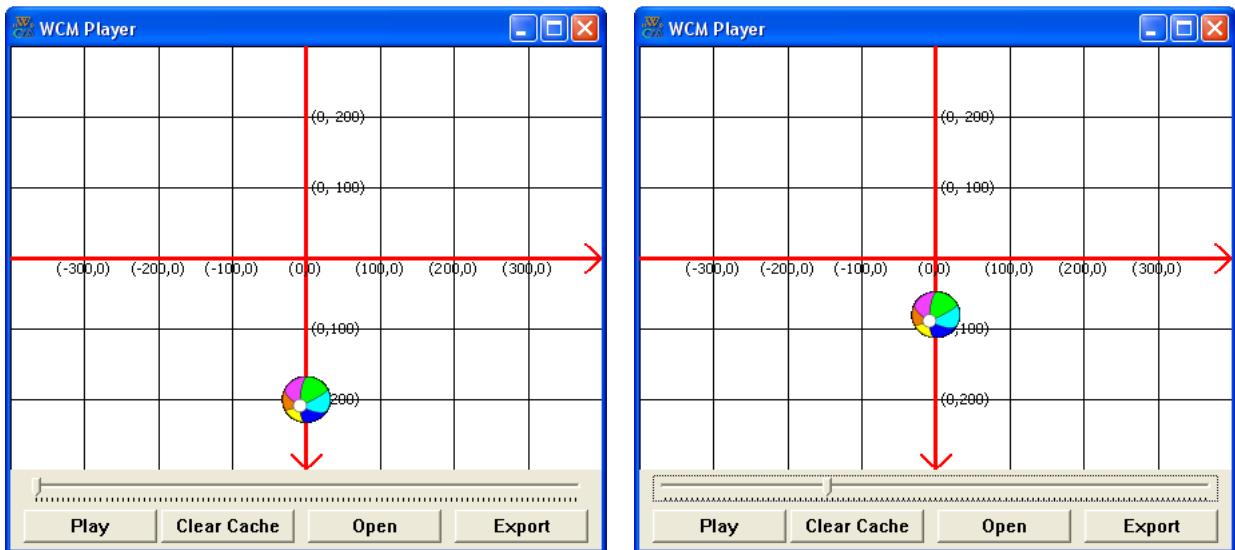 WCM Player
(0, 200)
(0, 100)
(-300,0) (-200,0) (-100,0) (0,0) (100,0) (200,0) (300,0)
(0,100)
200)
Play Clear Cache Open Export
WCM Player
(0, 200)
(0, 100)
(-300,0) (-200,0) (-100,0) (0,0) (100,0) (200,0) (300,0)
,100)
(0,200)
Play Clear Cache Open Export